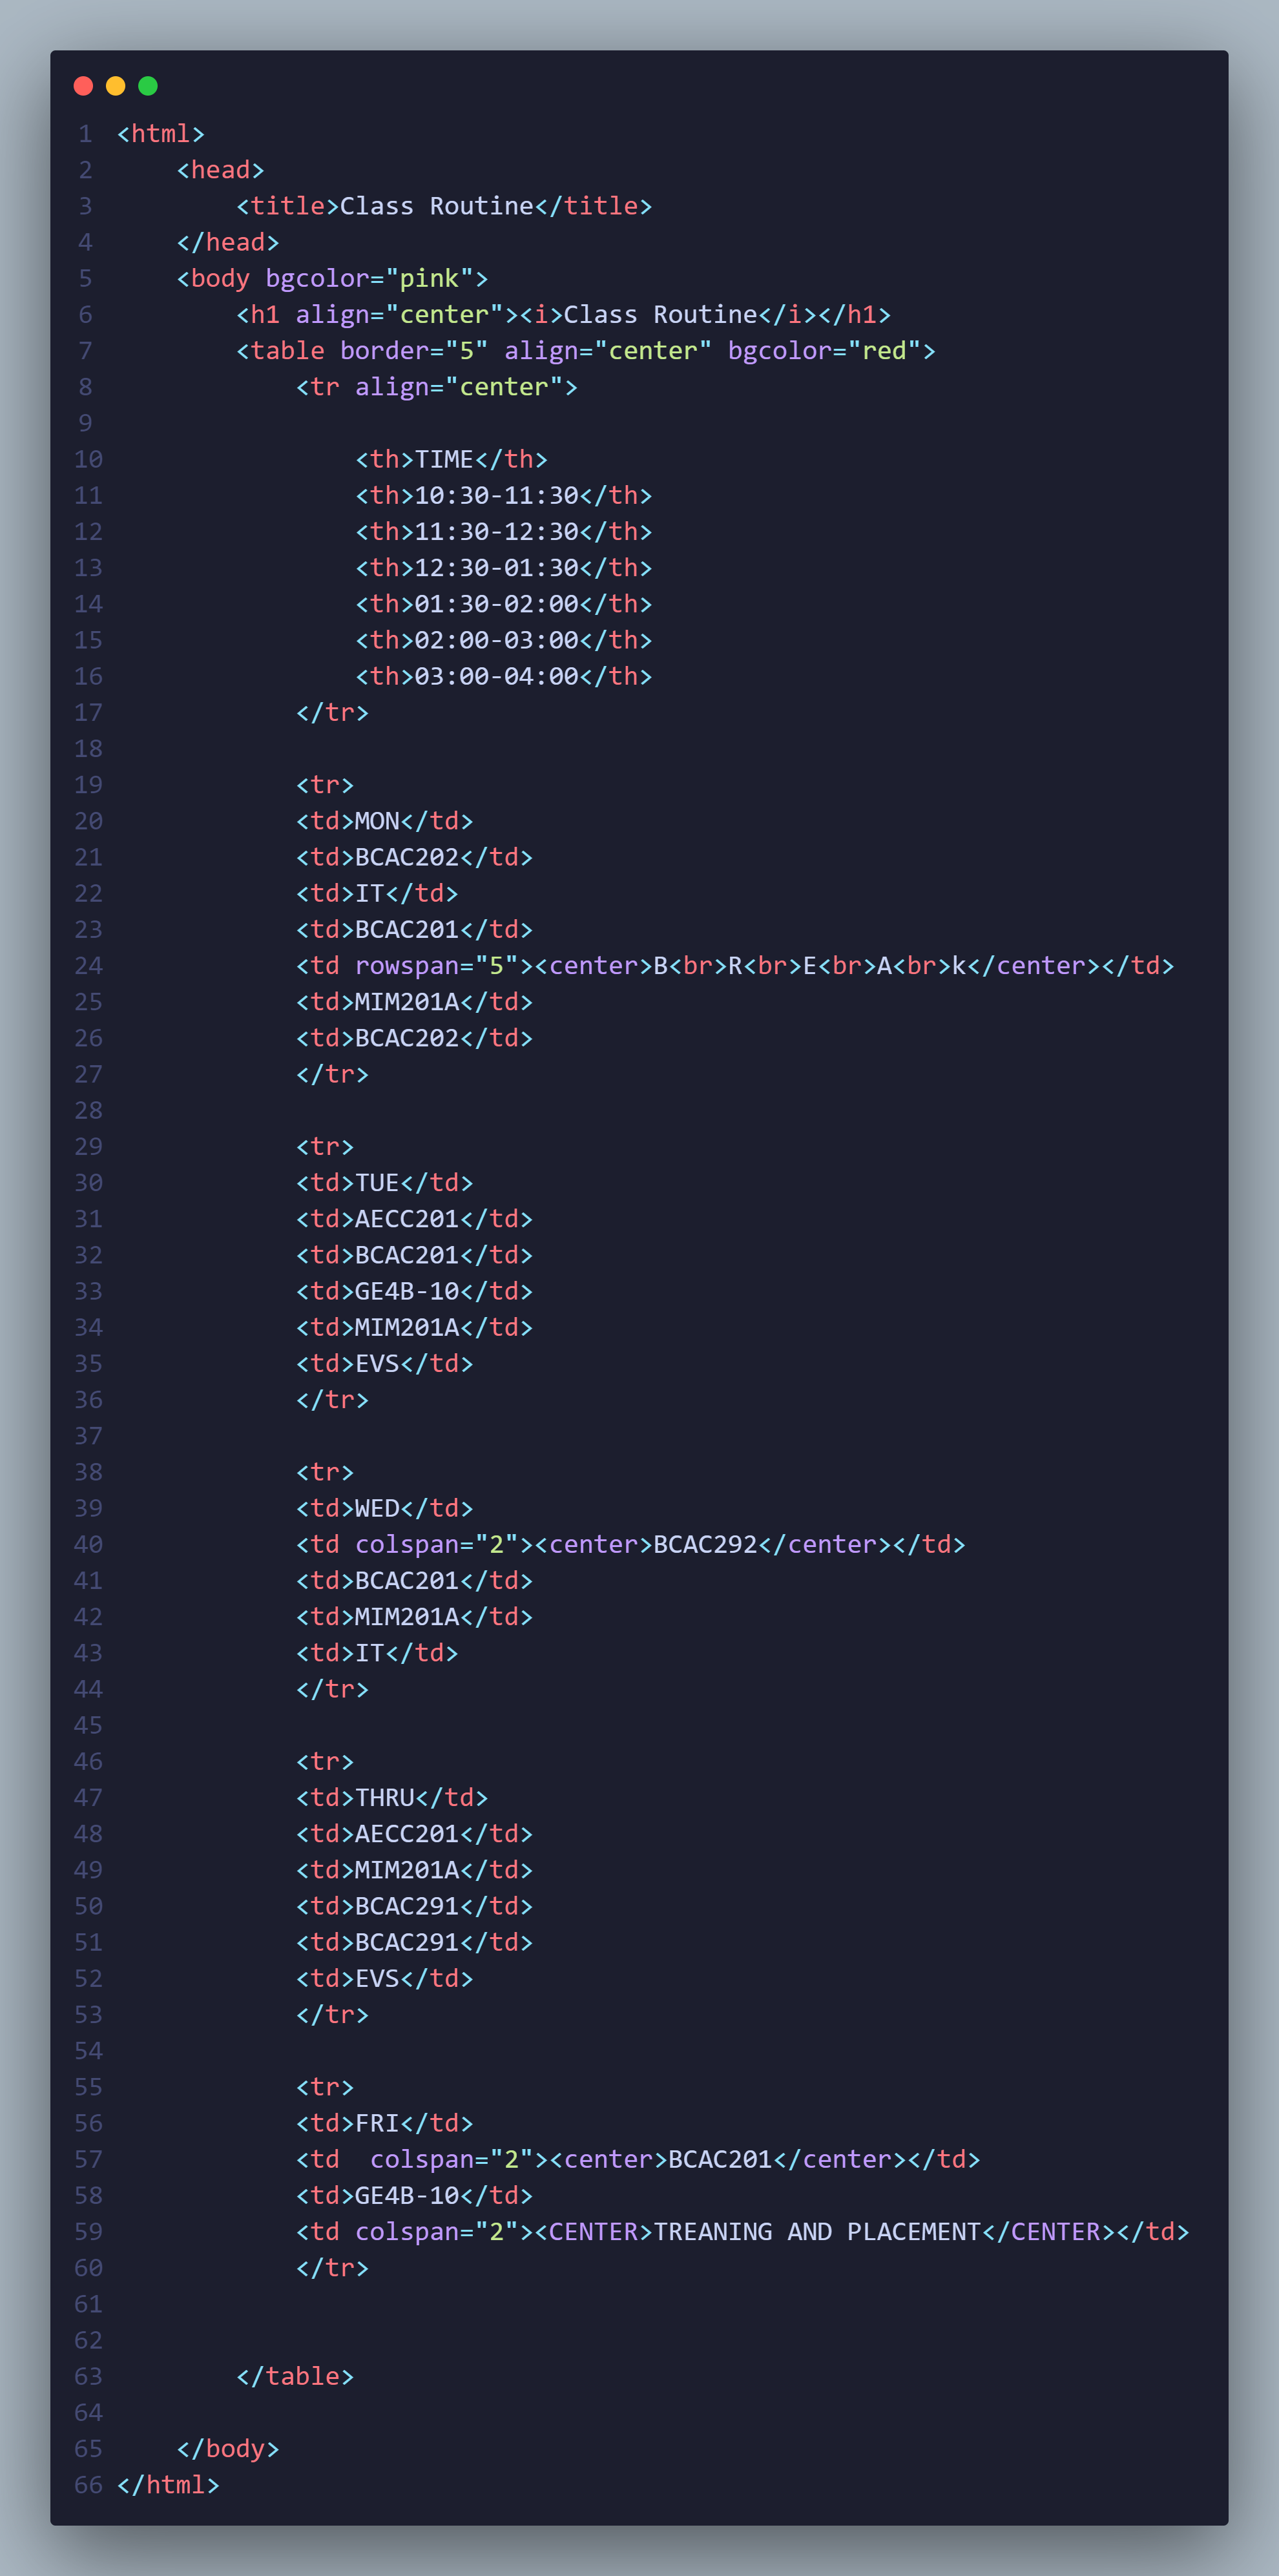 1 <html>
2     <head>
3         <title>Class Routine</title>
4     </head>
5     <body bgcolor="pink">
6         <h1 align="center"><i>Class Routine</i></h1>
7         <table border="5" align="center" bgcolor="red">
8             <tr align="center">
9
10                 <th>TIME</th>
11                 <th>10:30-11:30</th>
12                 <th>11:30-12:30</th>
13                 <th>12:30-01:30</th>
14                 <th>01:30-02:00</th>
15                 <th>02:00-03:00</th>
16                 <th>03:00-04:00</th>
17             </tr>
18
19             <tr>
20             <td>MON</td>
21             <td>BCAC202</td>
22             <td>IT</td>
23             <td>BCAC201</td>
24             <td rowspan="5"><center>B<br>R<br>E<br>A<br>k</center></td>
25             <td>MIM201A</td>
26             <td>BCAC202</td>
27             </tr>
28
29             <tr>
30             <td>TUE</td>
31             <td>AECC201</td>
32             <td>BCAC201</td>
33             <td>GE4B-10</td>
34             <td>MIM201A</td>
35             <td>EVS</td>
36             </tr>
37
38             <tr>
39             <td>WED</td>
40             <td colspan="2"><center>BCAC292</center></td>
41             <td>BCAC201</td>
42             <td>MIM201A</td>
43             <td>IT</td>
44             </tr>
45
46             <tr>
47             <td>THRU</td>
48             <td>AECC201</td>
49             <td>MIM201A</td>
50             <td>BCAC291</td>
51             <td>BCAC291</td>
52             <td>EVS</td>
53             </tr>
54
55             <tr>
56             <td>FRI</td>
57             <td  colspan="2"><center>BCAC201</center></td>
58             <td>GE4B-10</td>
59             <td colspan="2"><CENTER>TREANING AND PLACEMENT</CENTER></td>
60             </tr>
61
62
63         </table>
64
65     </body>
66 </html>